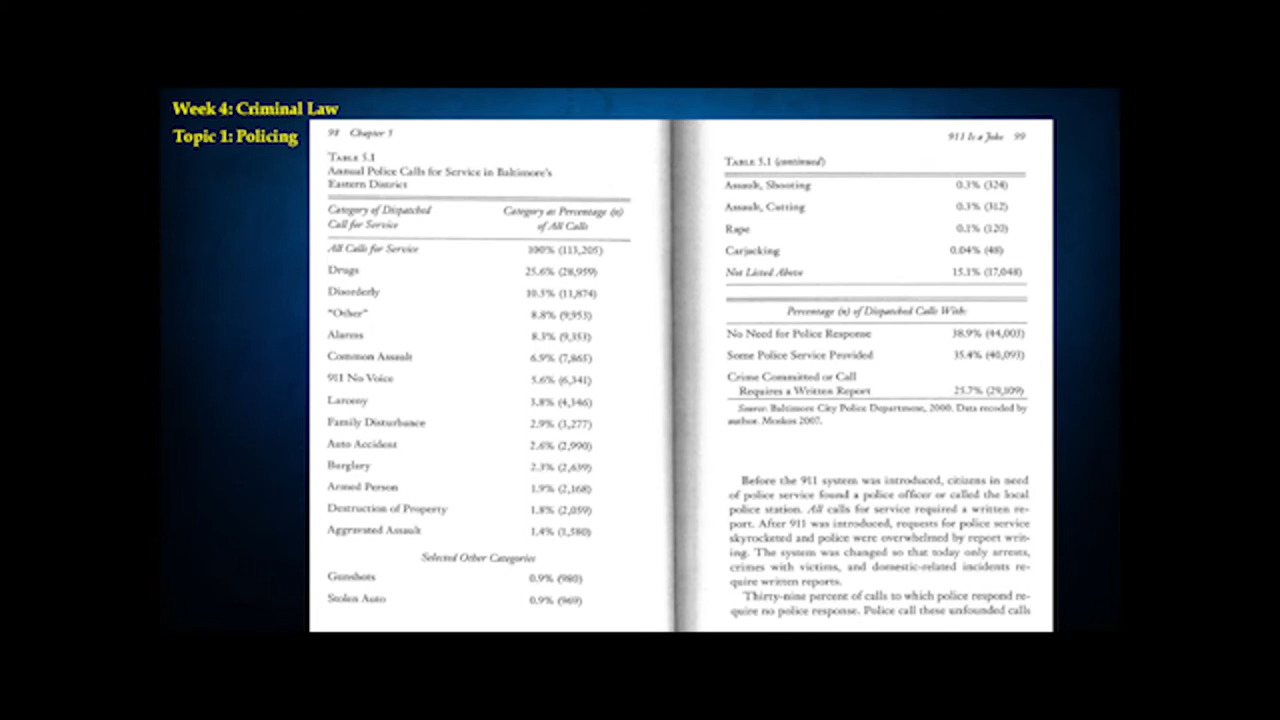 Week 4: Criminal Law
Topic 1: Policing
98 Chapter 5
TABLE 5.1
Annual Police Calls for Service in Baltimore's
Eastern District
Category of Dispatched Category as Percentage (n)
Call for Service of All Calls
All Calls for Service 100% (113,205)
Drugs 25.6% (28,959)
Disorderly 10.5% (11,874)
"Other" 8.8% (9,953)
Alarms 8.3% (9,353)
Common Assault 6.9% (7,865)
911 No Voice 5.6% (6,341)
Larceny 3.8% (4,346)
Family Disturbance 2.9% (3,277)
Auto Accident 2.6% (2,990)
Burglary 2.3% (2,639)
Armed Person 1.9% (2,168)
Destruction of Property 1.8% (2,059)
Aggravated Assault 1.4% (1,580)
Selected Other Categories
Gunshots 0.9% (980)
Stolen Auto 0.9% (969)
911 Is a Joke 99
TABLE 5.1 (continued)
Assault, Shooting 0.3% (324)
Assault, Cutting 0.3% (312)
Rape 0.1% (120)
Carjacking 0.04% (48)
Not Listed Above 15.1% (17,048)
Percentage (n) of Dispatched Calls With:
No Need for Police Response 38.9% (44,003)
Some Police Service Provided 35.4% (40,093)
Crime Committed or Call
Requires a Written Report 25.7% (29,109)
Source: Baltimore City Police Department, 2000. Data recoded by
author. Moskos 2007.
Before the 911 system was introduced, citizens in need
of police service found a police officer or called the local
police station. All calls for service required a written re-
port. After 911 was introduced, requests for police service
skyrocketed and police were overwhelmed by report writ-
ing. The system was changed so that today only arrests,
crimes with victims, and domestic-related incidents re-
quire written reports.
Thirty-nine percent of calls to which police respond re-
quire no police response. Police call these unfounded calls